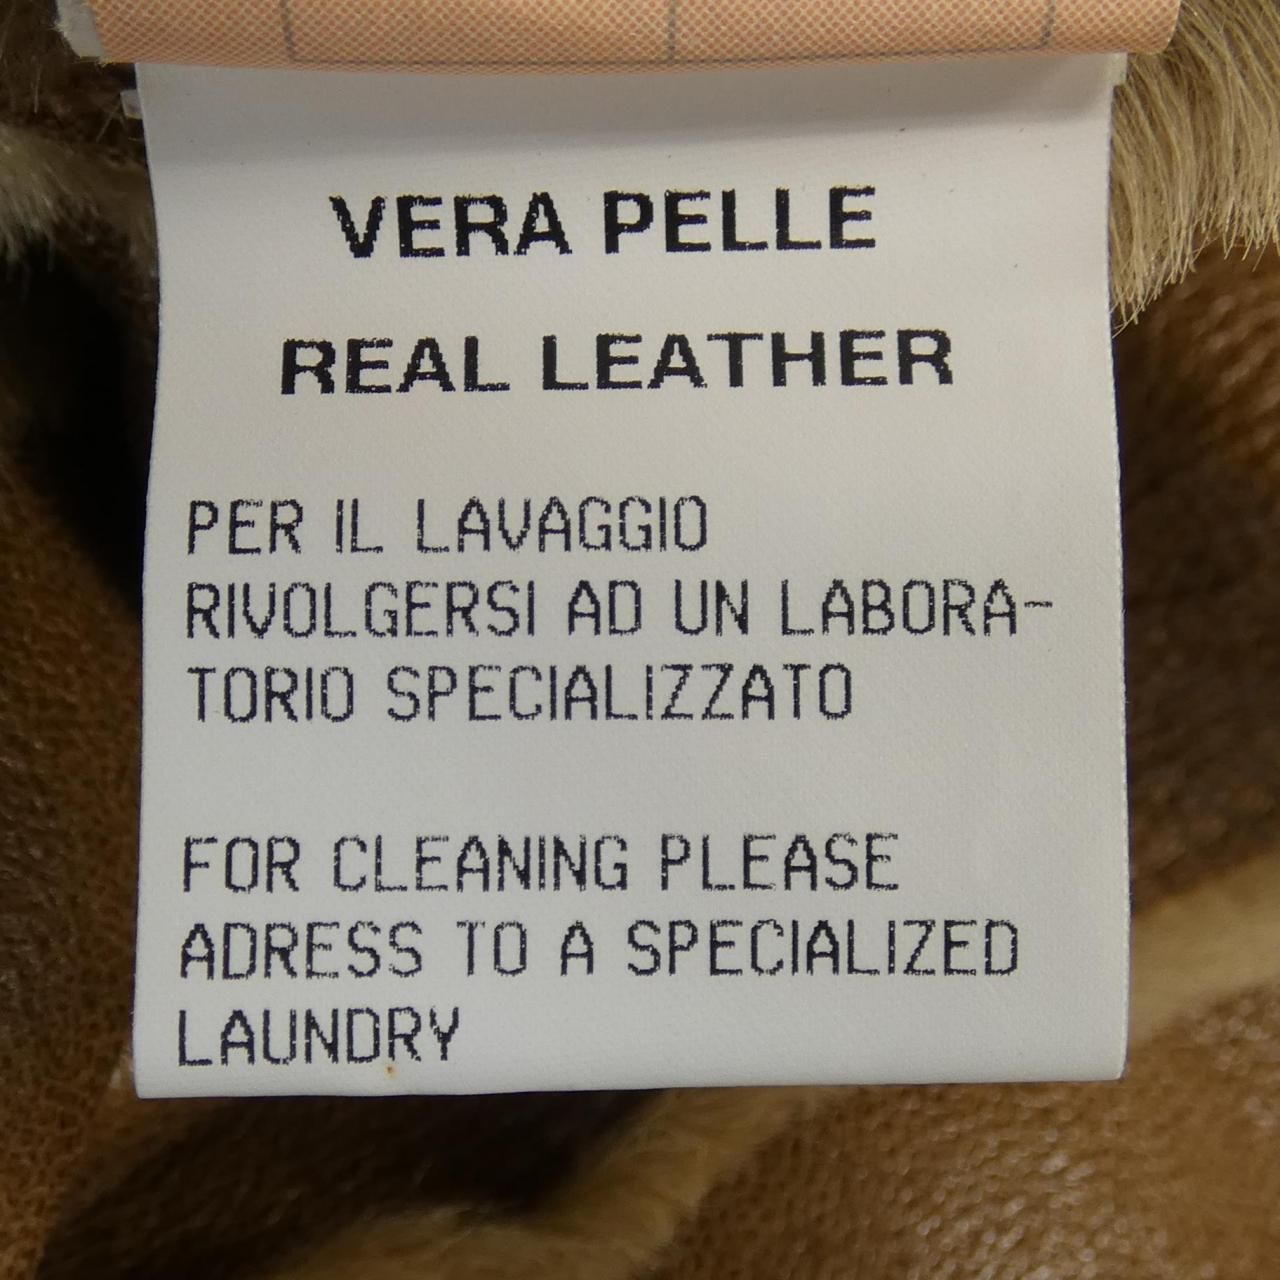 VERA PELLE
REAL LEATHER
PER IL LAVAGGIO
RIVOLGERSI AD UN LABORA-
TORIO SPECIALIZZATO
FOR CLEANING PLEASE
ADRESS TO A SPECIALIZED
LAUNDRY